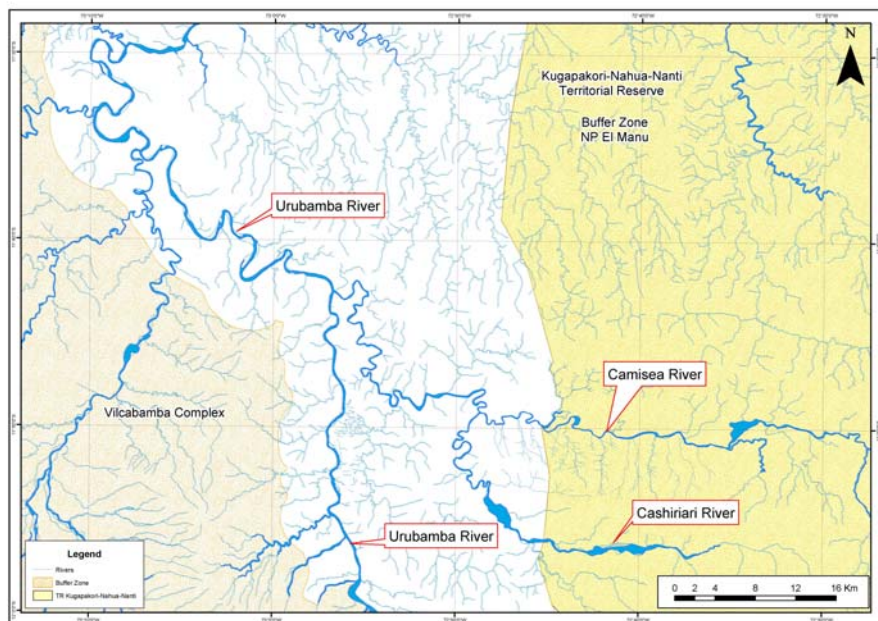 N
Kugapakori-Nahua-Nanti
Territorial Reserve
Buffer Zone
NP El Manu
Urubamba River
Camisea River
Vilcabamba Complex
Cashiriari River
Urubamba River
Legend
Rivers
Buffer Zone
TR Kugapakori-Nahua-Nanti
0 2 4 8 12 16 Km